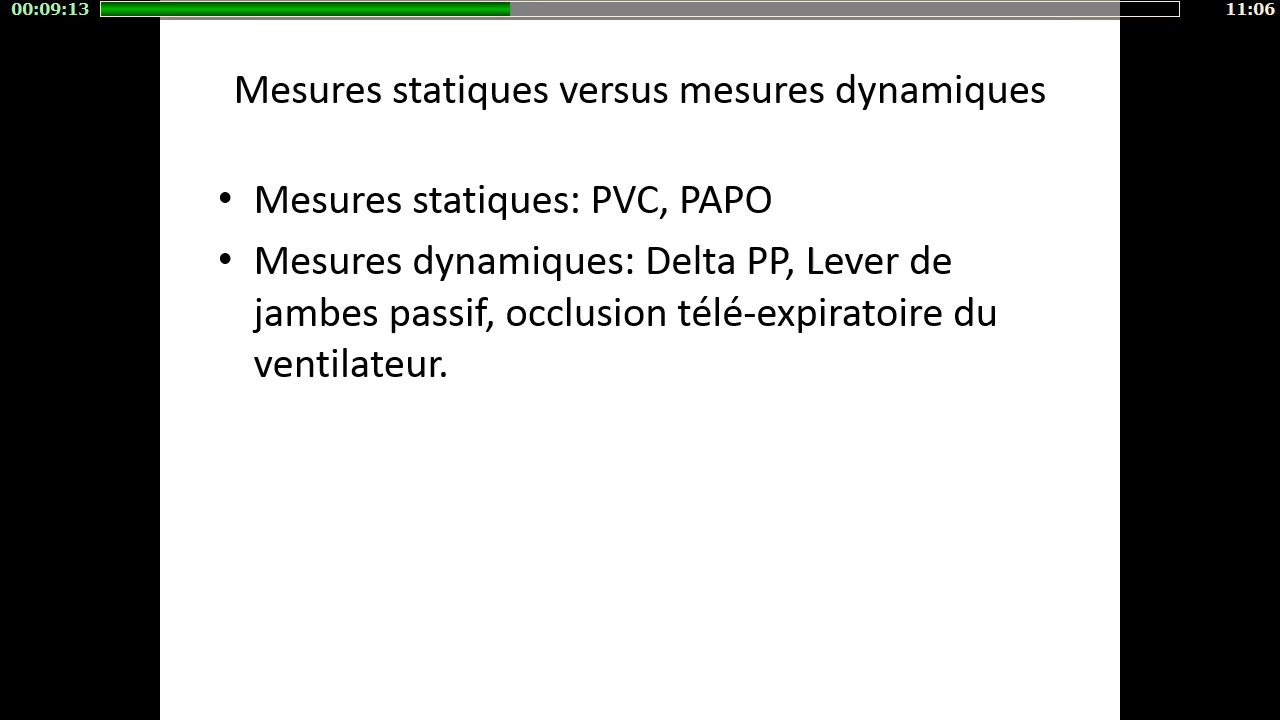 00:09:13 11:06
Mesures statiques versus mesures dynamiques
• Mesures statiques: PVC, PAPO
• Mesures dynamiques: Delta PP, Lever de
jambes passif, occlusion télé-expiratoire du
ventilateur.